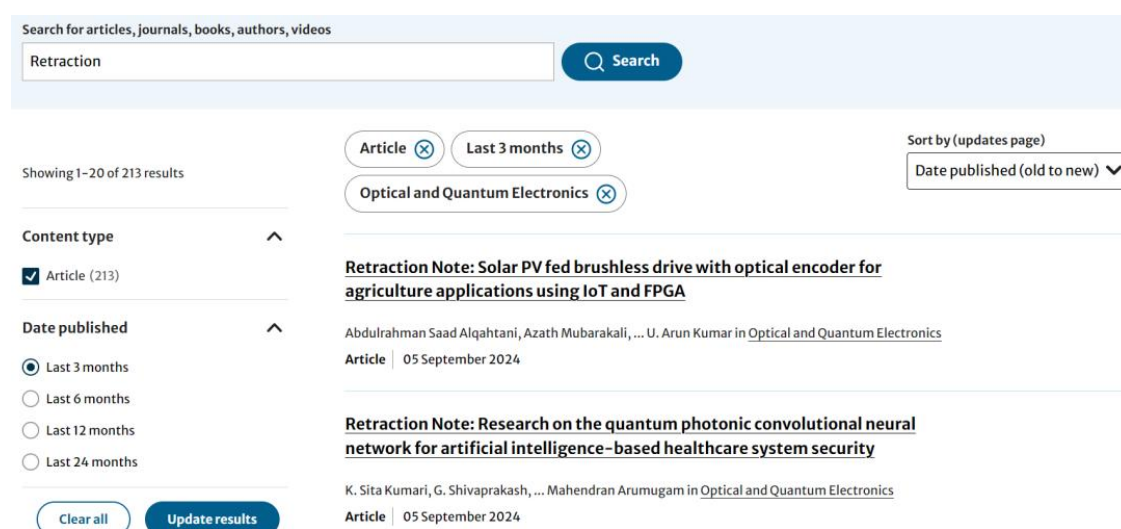 Search for articles, journals, books, authors, videos
Retraction
Search
Showing 1-20 of 213 results
Content type
Article (213)
Date published
Last 3 months
Last 6 months
Last 12 months
Last 24 months
Clear all
Update results
Article
Last 3 months
Optical and Quantum Electronics
Sort by (updates page)
Date published (old to new)
Retraction Note: Solar PV fed brushless drive with optical encoder for
agriculture applications using IoT and FPGA
Abdulrahman Saad Alqahtani, Azath Mubarakali, ... U. Arun Kumar in Optical and Quantum Electronics
Article 05 September 2024
Retraction Note: Research on the quantum photonic convolutional neural
network for artificial intelligence-based healthcare system security
K. Sita Kumari, G. Shivaprakash, ... Mahendran Arumugam in Optical and Quantum Electronics
Article 05 September 2024